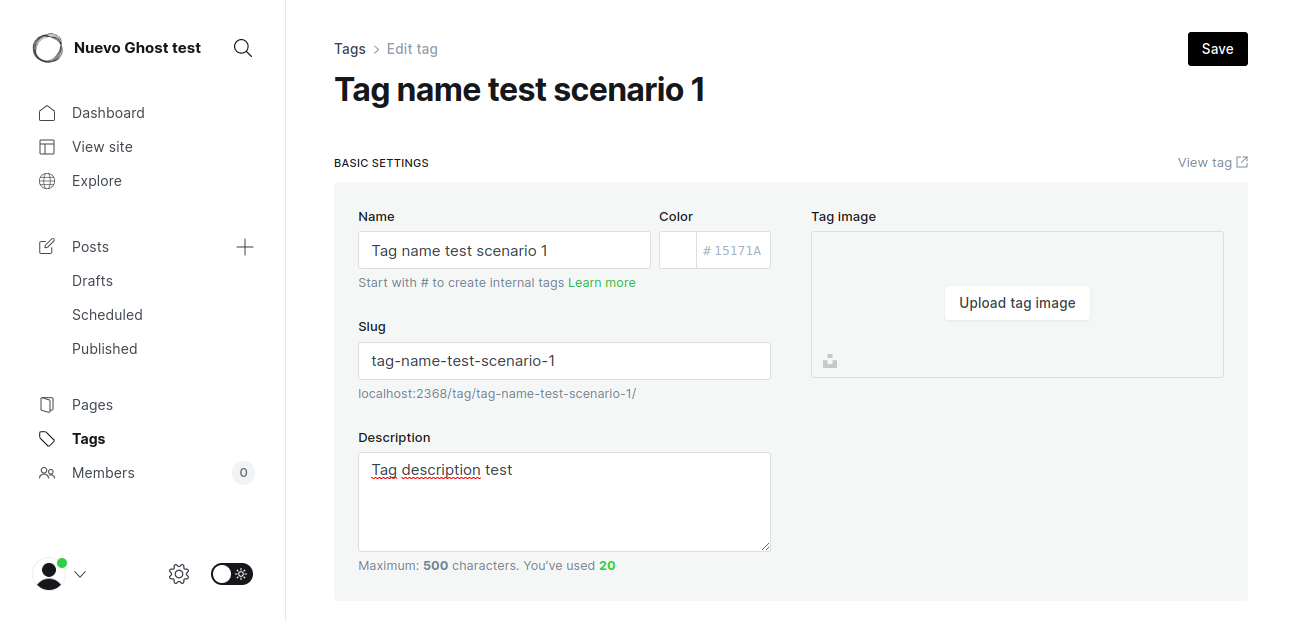 Nuevo Ghost test
Dashboard
View site
Explore
Posts
Drafts
Scheduled
Published
Pages
Tags
Members 0
Tags > Edit tag
Save
Tag name test scenario 1
BASIC SETTINGS
View tag
Name
Tag name test scenario 1
Start with # to create internal tags Learn more
Color
# 15171A
Slug
tag-name-test-scenario-1
localhost:2368/tag/tag-name-test-scenario-1/
Description
Tag description test
Maximum: 500 characters. You've used 20
Tag image
Upload tag image